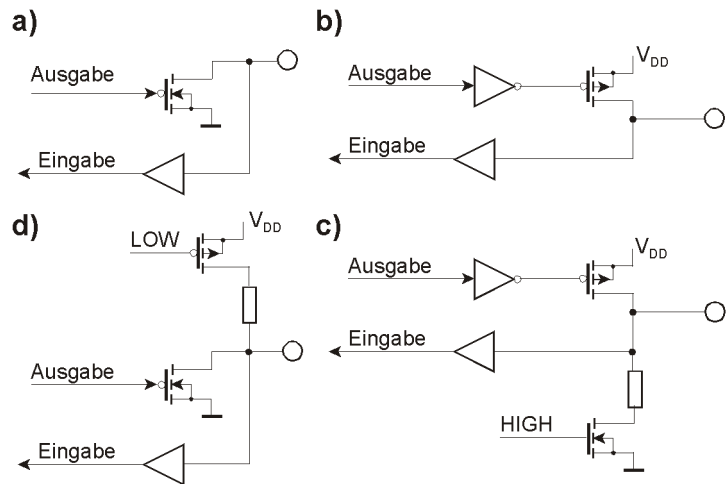 a)
Ausgabe
Eingabe
b)
V_DD
Ausgabe
Eingabe
d)
LOW
V_DD
Ausgabe
Eingabe
c)
V_DD
Ausgabe
Eingabe
HIGH